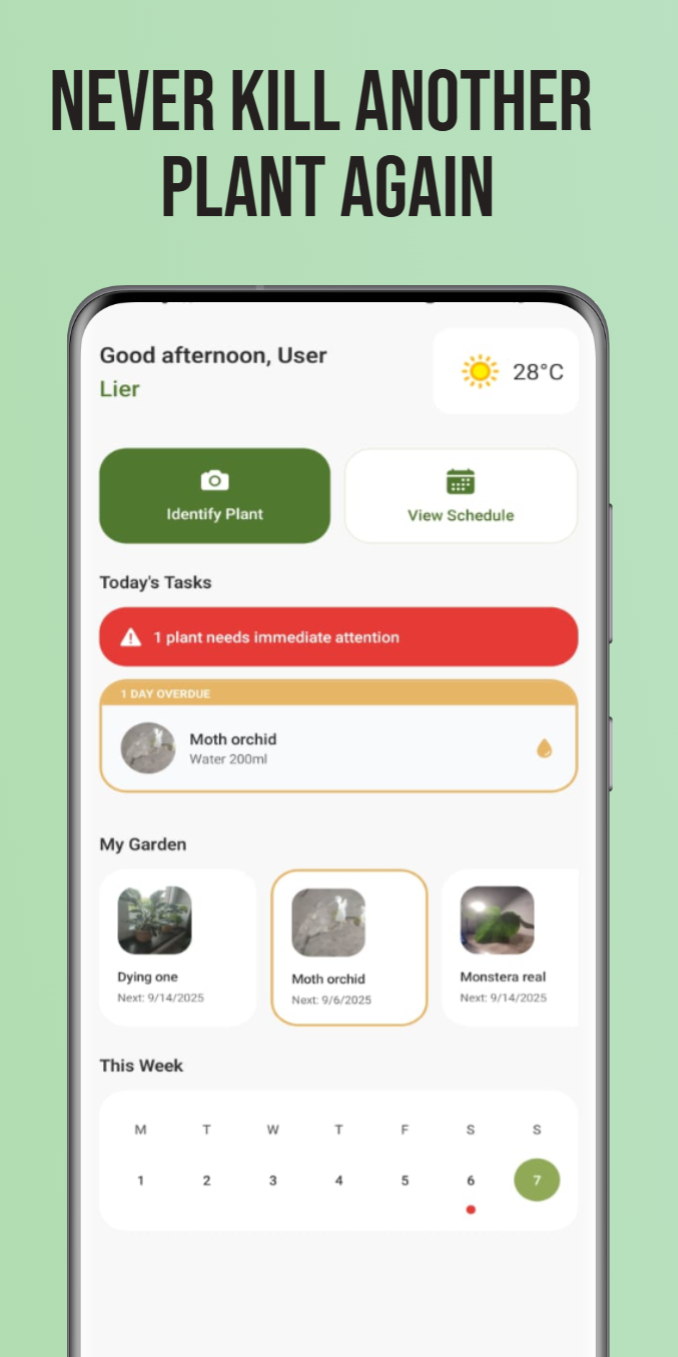 NEVER KILL ANOTHER
PLANT AGAIN
Good afternoon, User
Lier
28°C
Identify Plant
View Schedule
Today's Tasks
1 plant needs immediate attention
1 DAY OVERDUE
Moth orchid
Water 200ml
My Garden
Dying one
Next: 9/14/2025
Moth orchid
Next: 9/6/2025
Monstera real
Next: 9/14/2025
This Week
M T W T F S S
1 2 3 4 5 6 7